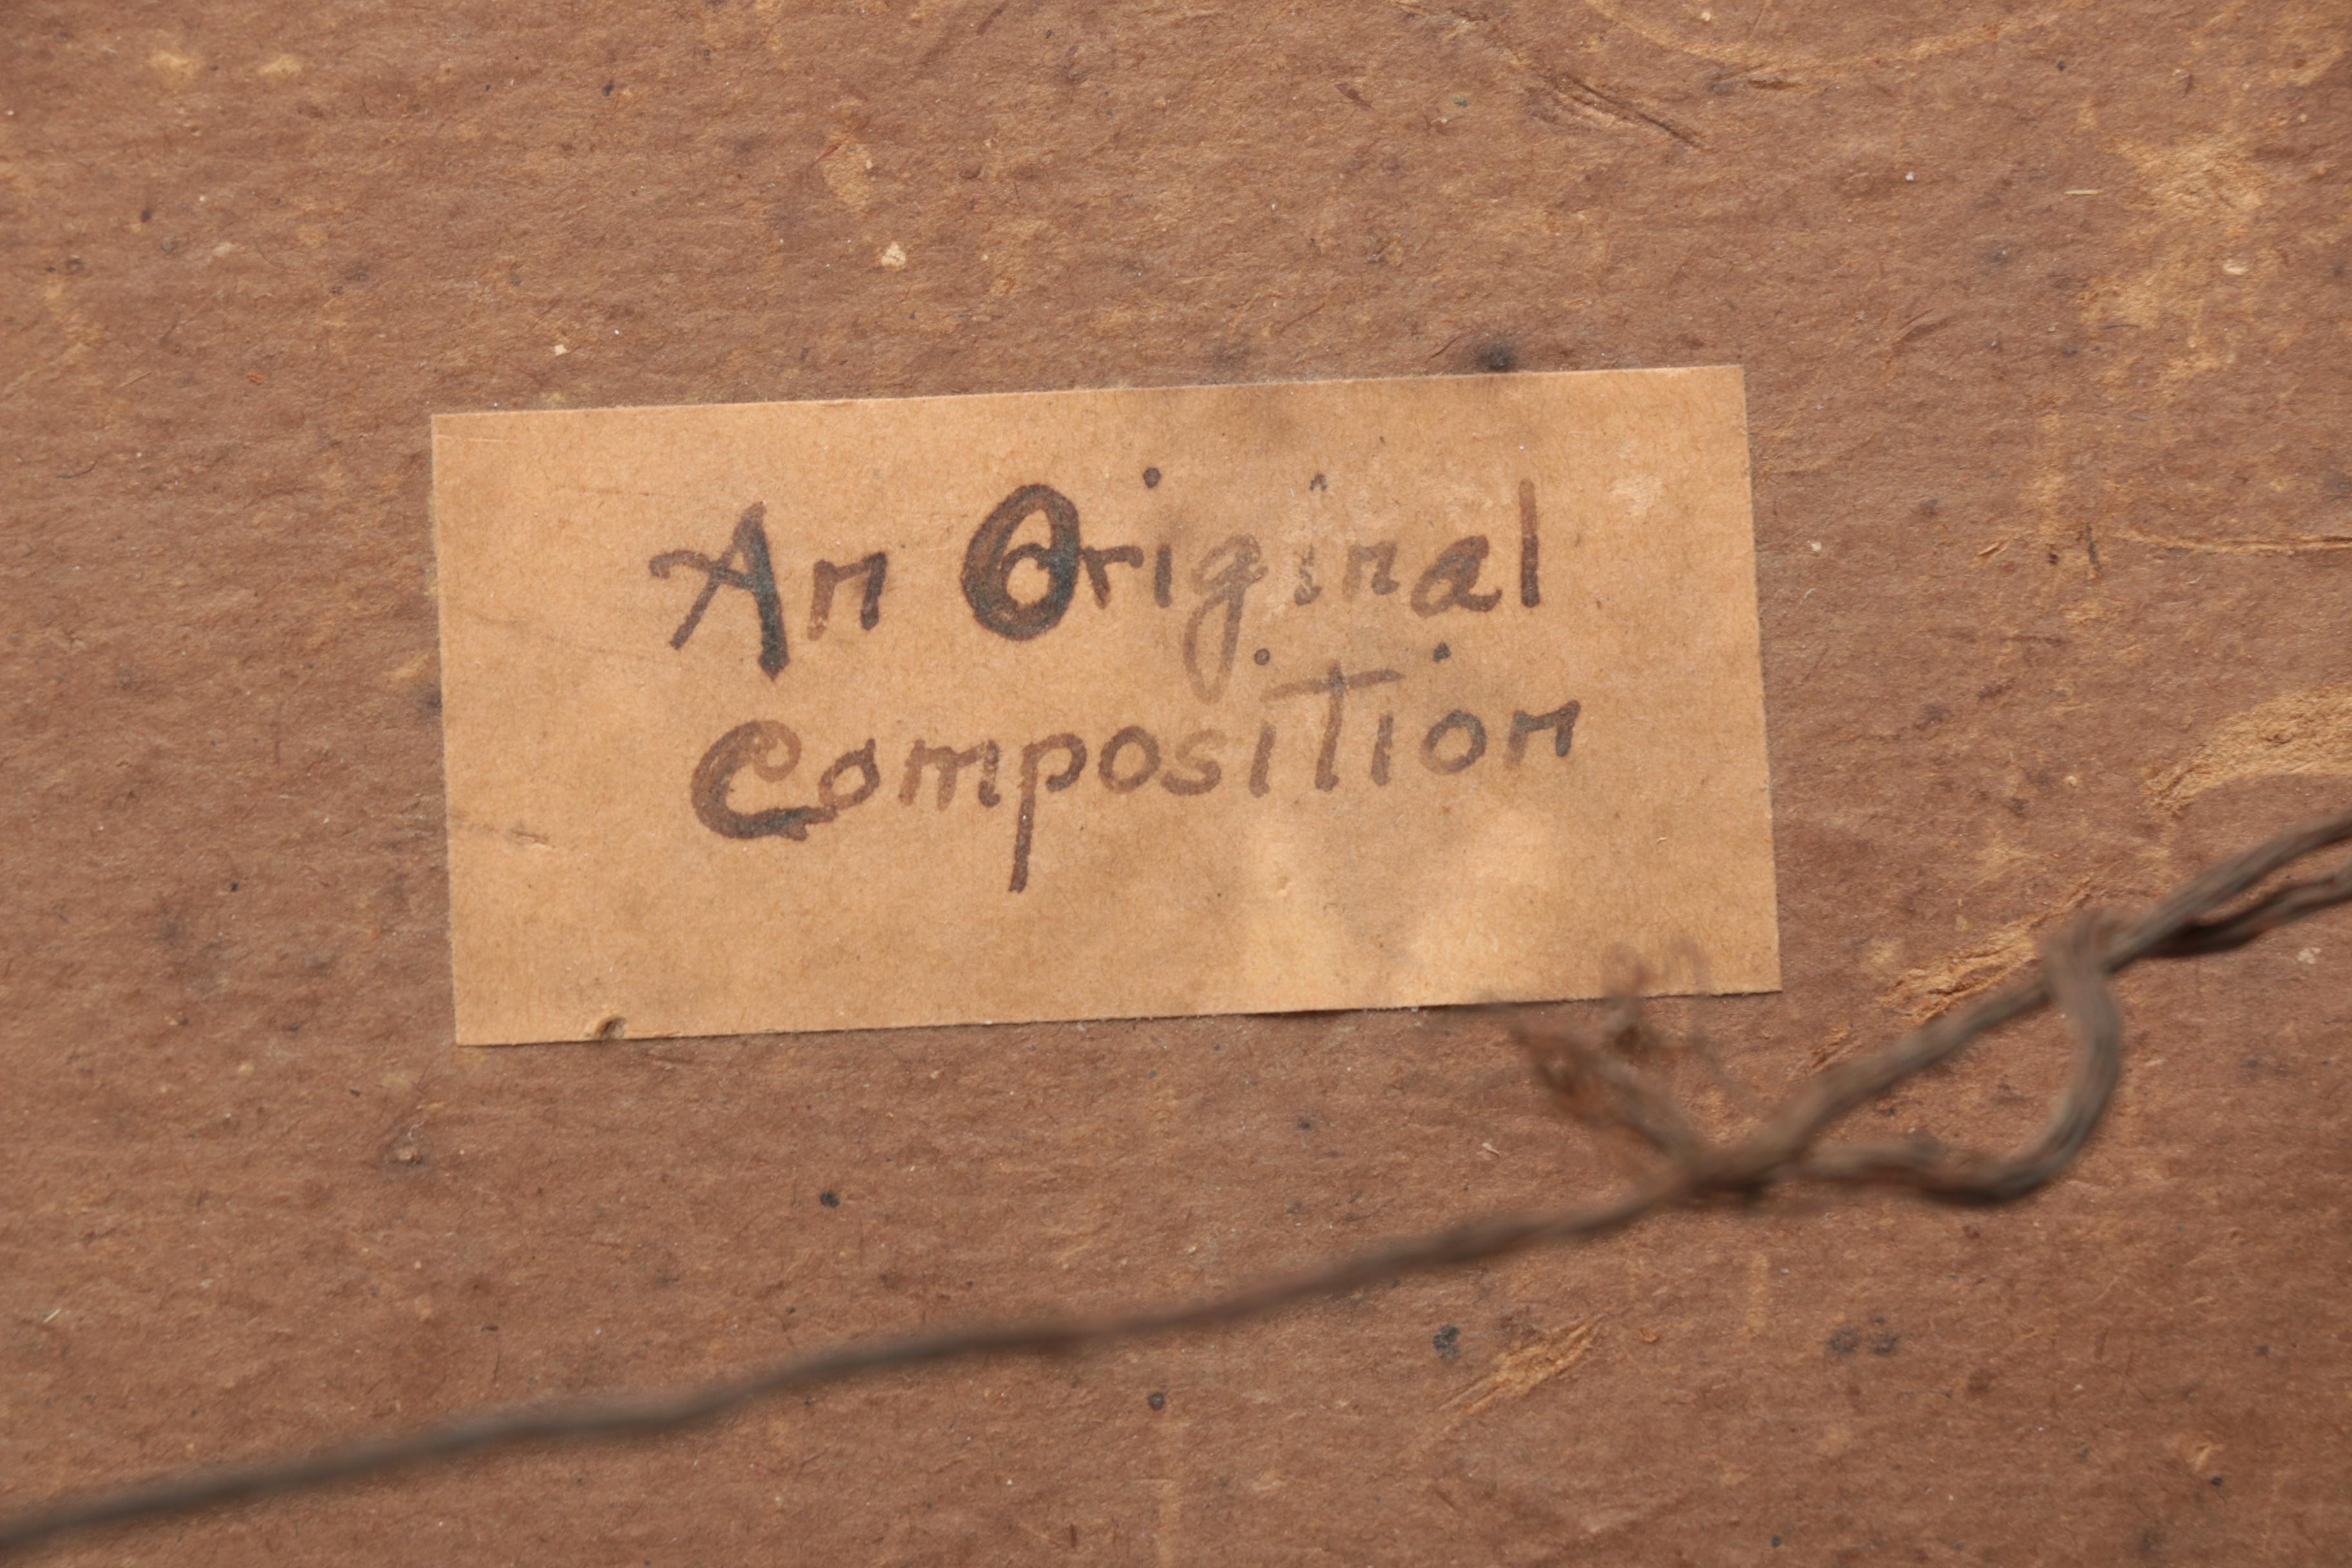 An Original
Composition